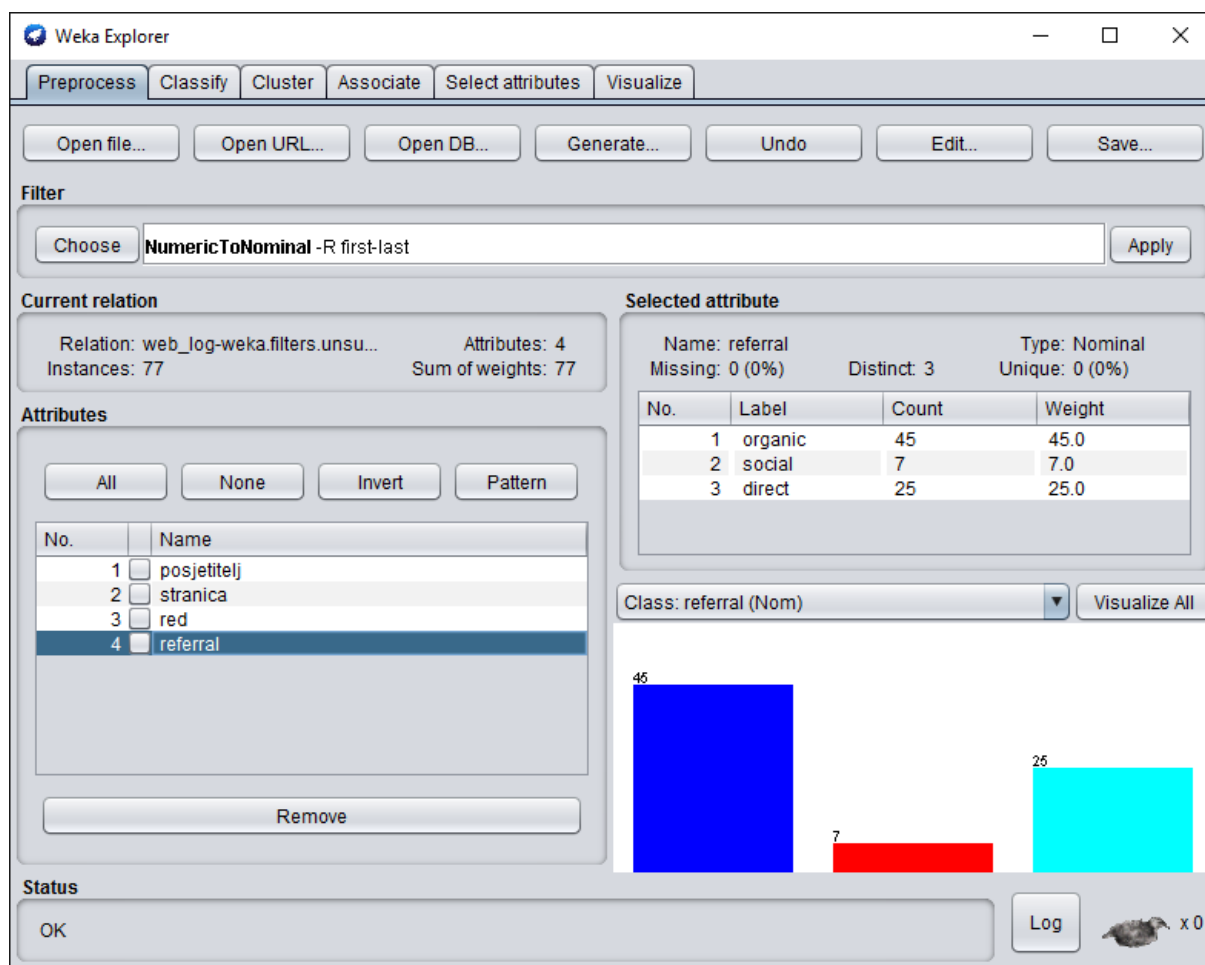 Weka Explorer
Preprocess Classify Cluster Associate Select attributes Visualize
Open file... Open URL... Open DB... Generate... Undo Edit... Save...
Filter
Choose NumericToNominal -R first-last Apply
Current relation
Relation: web_log-weka.filters.unsu... Attributes: 4
Instances: 77 Sum of weights: 77
Attributes
All None Invert Pattern
No. Name
1 posjetitelj
2 stranica
3 red
4 referral
Remove
Selected attribute
Name: referral Type: Nominal
Missing: 0 (0%) Distinct: 3 Unique: 0 (0%)
No. Label Count Weight
1 organic 45 45.0
2 social 7 7.0
3 direct 25 25.0
Class: referral (Nom) Visualize All
45
7
25
Status
OK
Log x 0